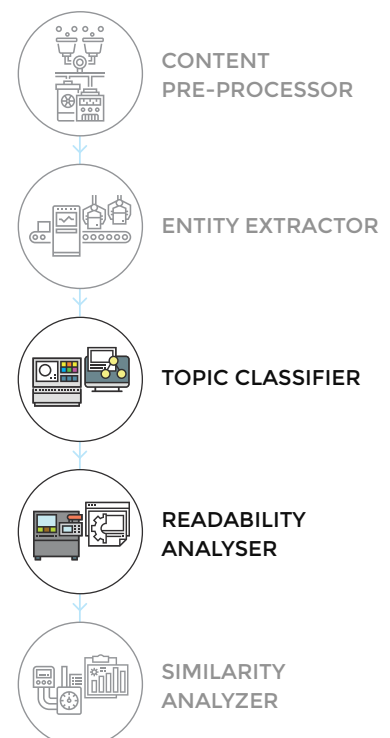 CONTENT
PRE-PROCESSOR
ENTITY EXTRACTOR
TOPIC CLASSIFIER
READABILITY
ANALYSER
SIMILARITY
ANALYZER